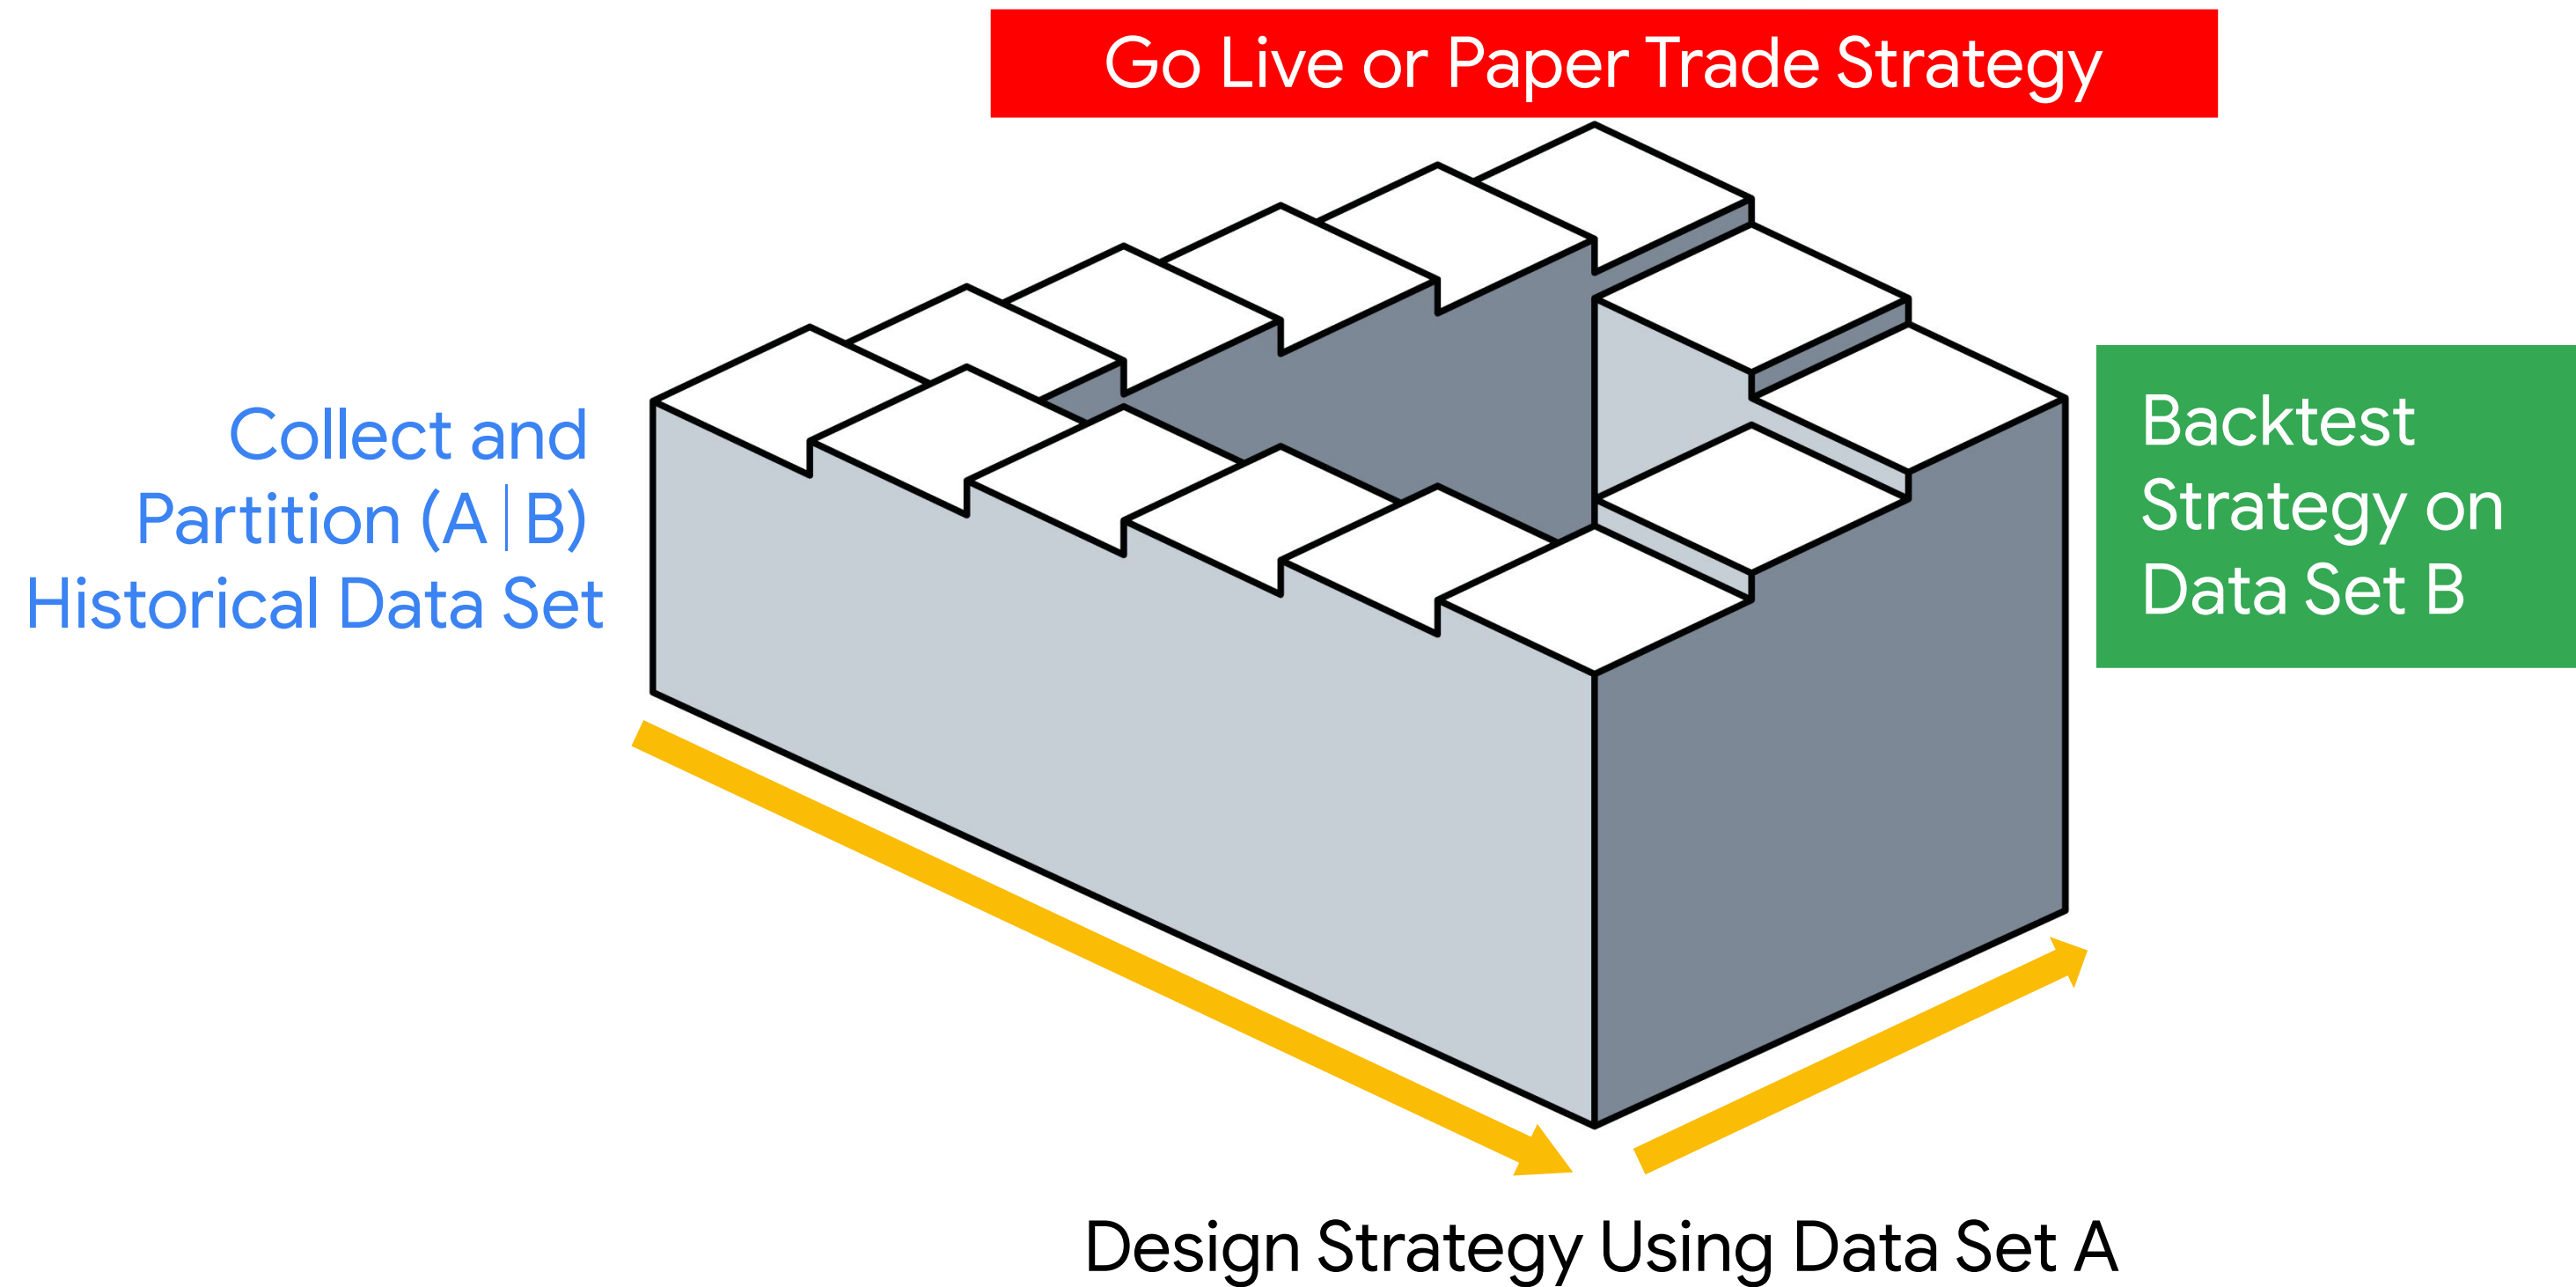 Go Live or Paper Trade Strategy
Collect and
Partition (A|B)
Historical Data Set
Backtest
Strategy on
Data Set B
Design Strategy Using Data Set A